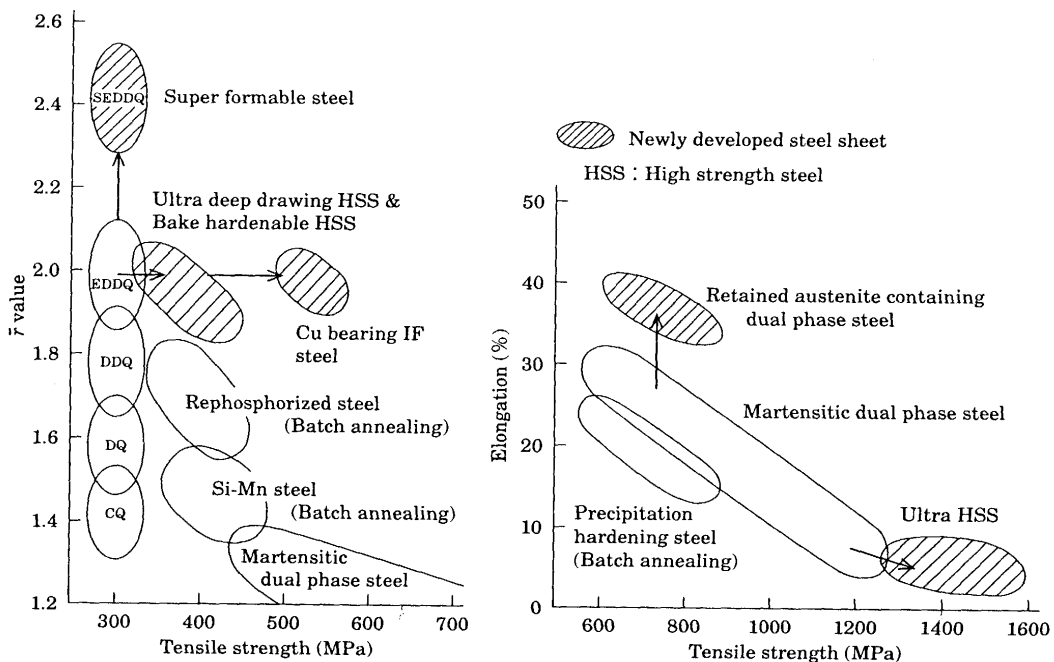 2.6
2.4
2.2
2.0
1.8
1.6
1.4
1.2
r̄ value
SEDDQ
Super formable steel
Ultra deep drawing HSS &
Bake hardenable HSS
EDDQ
Cu bearing IF
steel
DDQ
Rephosphorized steel
(Batch annealing)
DQ
Si-Mn steel
(Batch annealing)
CQ
Martensitic
dual phase steel
300 400 500 600 700
Tensile strength (MPa)
Newly developed steel sheet
HSS : High strength steel
50
40
30
20
10
0
Elongation (%)
Retained austenite containing
dual phase steel
Martensitic dual phase steel
Precipitation
hardening steel
(Batch annealing)
Ultra HSS
600 800 1000 1200 1400 1600
Tensile strength (MPa)